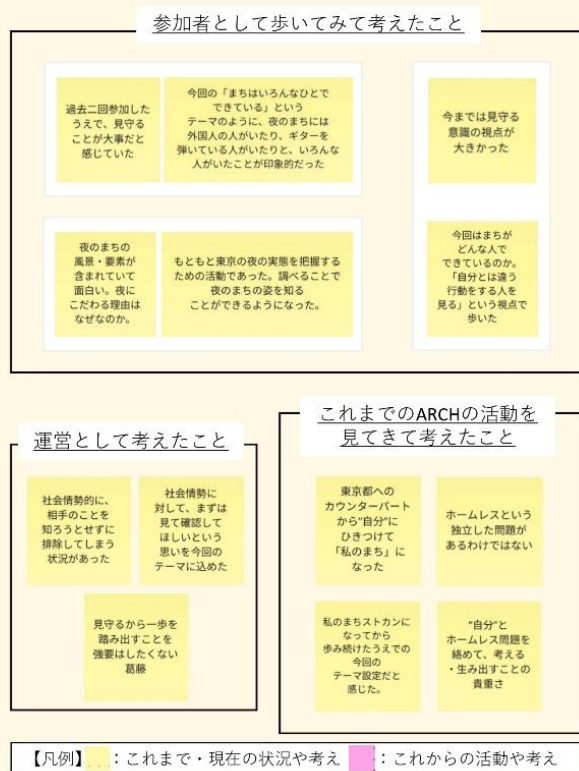 参加者として歩いてみて考えたこと
過去二回参加した
うえで、見守る
ことが大事だと
感じていた
今回の「まちはいろんなひとで
できている」という
テーマのように、夜のまちには
外国人の人がいたり、ギターを
弾いている人がいたりと、いろんな
人がいたことが印象的だった
今までは見守る
意識の視点が
大きかった
夜のまちの
風景・要素が
含まれていて
面白い。夜に
こだわる理由は
なぜなのか。
もともと東京の夜の実態を把握する
ための活動であった。調べることで
夜のまちの姿を知る
ことができるようになった。
今回はまちが
どんな人で
できているのか。
「自分とは違う
行動をする人を
見る」という視点で
歩いた
運営として考えたこと
社会情勢的に、
相手のことを
知ろうとせずに
排除してしまう
状況があった
社会情勢に
対して、まずは
見て確認して
ほしいという
思いを今回の
テーマに込めた
見守るから一歩を
踏み出すことを
強要はしたくない
葛藤
これまでのARCHの活動を
見てきて考えたこと
東京都への
カウンターパート
から"自分"に
ひきつけて
「私のまち」に
なった
ホームレスという
独立した問題が
あるわけではない
私のまちストカンに
なってから
歩み続けたうえでの
今回の
テーマ設定だと
感じた。
"自分"と
ホームレス問題を
絡めて、考える
・生み出すことの
貴重さ
【凡例】：これまで・現在の状況や考え ：これからの活動や考え